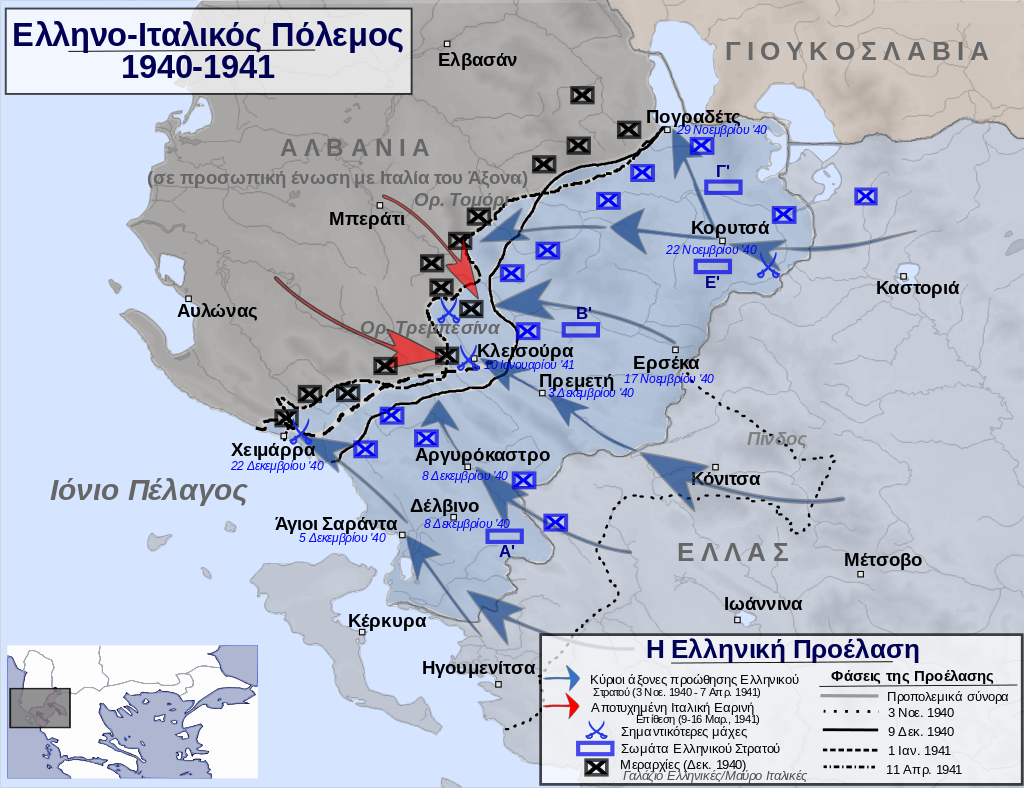 Ελληνο-Ιταλικός Πόλεμος
1940-1941
ΓΙΟΥΚΟΣΛΑΒΙΑ
Ελβασάν
Πογραδέτς
29 Νοεμβρίου '40
ΑΛΒΑΝΙΑ
(σε προσωπική ένωση με Ιταλία του Άξονα)
Γ'
Ορ. Τομόρι
Μπεράτι
Κορυτσά
22 Νοεμβρίου '40
Ε'
Καστοριά
Αυλώνας
Β'
Ορ. Τρεμπεσίνα
Κλεισούρα
10 Ιανουαρίου '41
Ερσέκα
17 Νοεμβρίου '40
Πρεμετή
3 Δεκεμβρίου '40
Πίνδος
Χειμάρρα
22 Δεκεμβρίου '40
Αργυρόκαστρο
8 Δεκεμβρίου '40
Κόνιτσα
Ιόνιο Πέλαγος
Δέλβινο
8 Δεκεμβρίου '40
Άγιοι Σαράντα
5 Δεκεμβρίου '40
Α'
ΕΛΛΑΣ
Μέτσοβο
Ιωάννινα
Κέρκυρα
Ηγουμενίτσα
Η Ελληνική Προέλαση
Κύριοι άξονες προώθησης Ελληνικού
Στρατού (3 Νοε. 1940 - 7 Απρ. 1941)
Αποτυχημένη Ιταλική Εαρινή
Επίθεση (9-16 Μαρ., 1941)
Σημαντικότερες μάχες
Σωμάτα Ελληνικού Στρατού
Μεραρχίες (Δεκ. 1940)
Γαλάζιο Ελληνικές/Μαύρο Ιταλικές
Φάσεις της Προέλασης
Προπολεμικά σύνορα
3 Νοε. 1940
9 Δεκ. 1940
1 Ιαν. 1941
11 Απρ. 1941